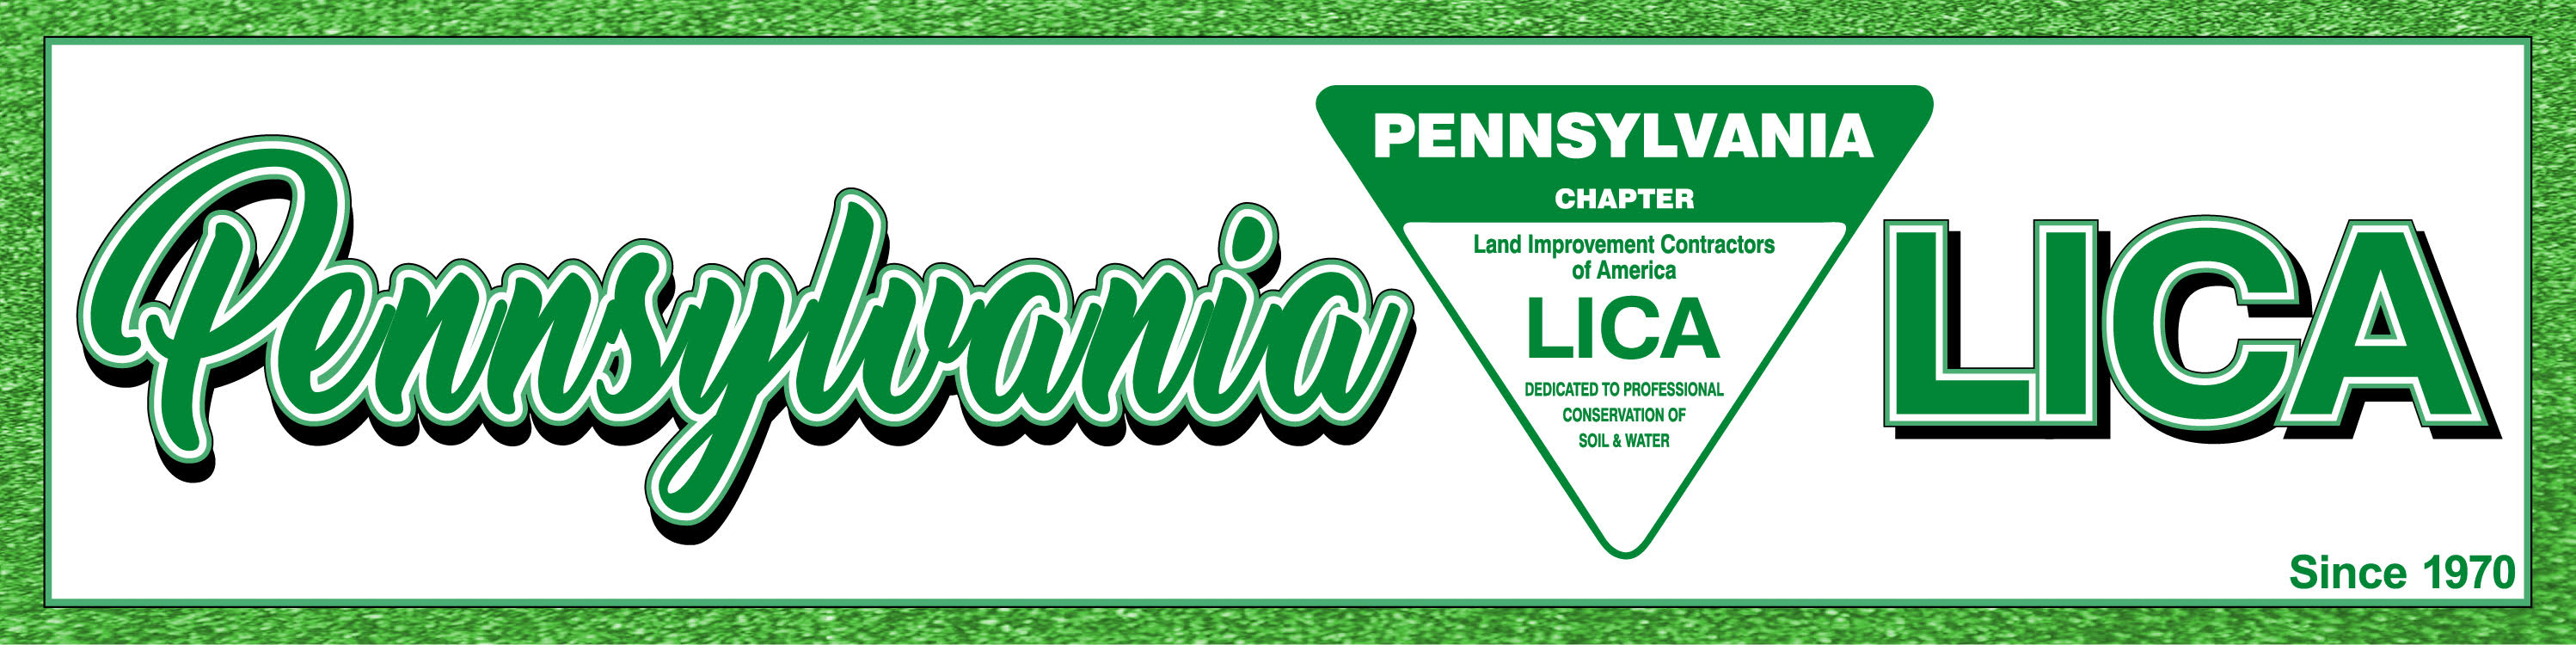 Pennsylvania
PENNSYLVANIA
CHAPTER
Land Improvement Contractors
of America
LICA
DEDICATED TO PROFESSIONAL
CONSERVATION OF
SOIL & WATER
LICA
Since 1970